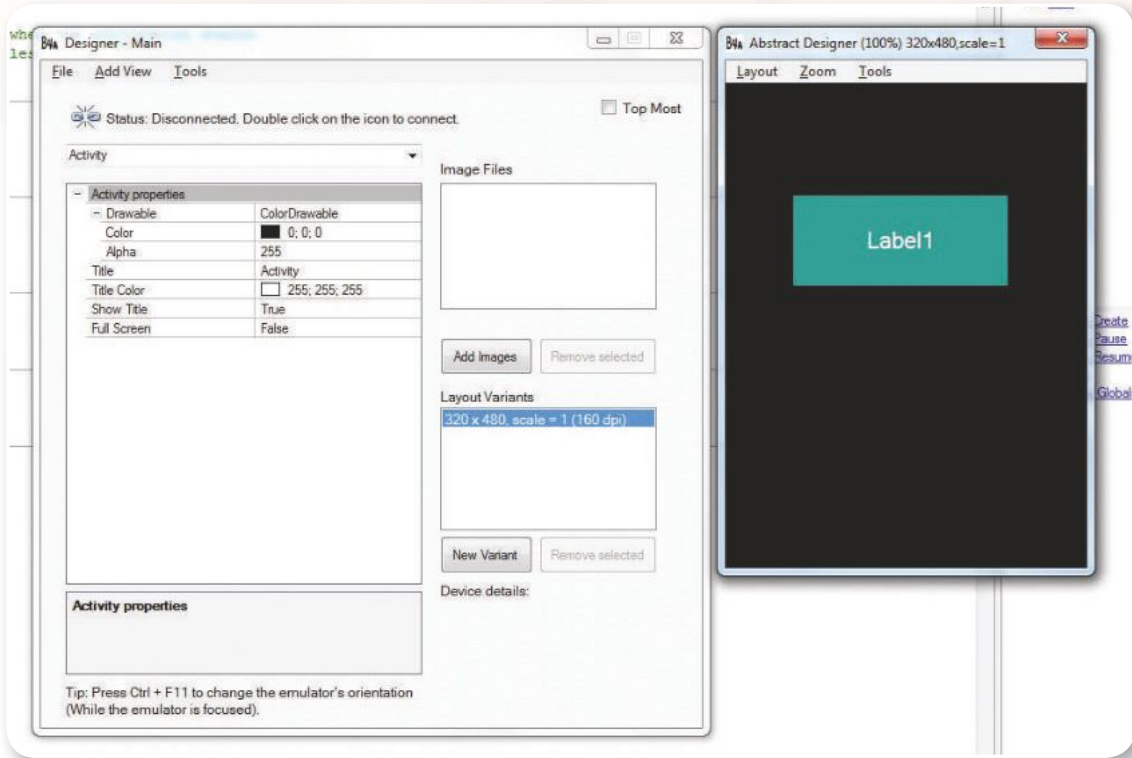 whe
les
B4A Designer - Main
File Add View Tools
Status: Disconnected. Double click on the icon to connect.
Top Most
Activity
Activity properties
Drawable ColorDrawable
Color 0; 0; 0
Alpha 255
Title Activity
Title Color 255; 255; 255
Show Title True
Full Screen False
Activity properties
Tip: Press Ctrl + F11 to change the emulator's orientation
(While the emulator is focused).
Image Files
Add Images Remove selected
Layout Variants
320 x 480, scale = 1 (160 dpi)
New Variant Remove selected
Device details:
B4A Abstract Designer (100%) 320x480,scale=1
Layout Zoom Tools
Label1
Create
Pause
Resum
Global